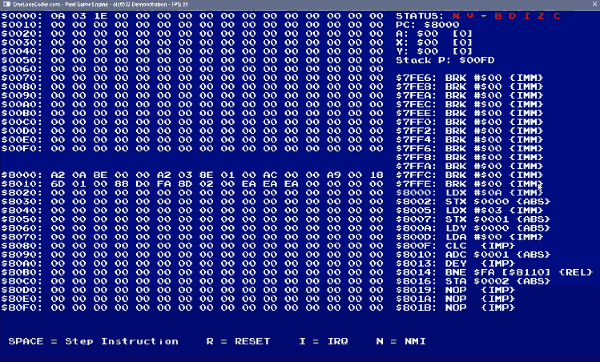 OneLoneCoder.com - Pixel Game Engine - olc6502 Demonstration - FPS: 31
$0000: 0A 03 1E 00 00 00 00 00 00 00 00 00 00 00 00 00
$0010: 00 00 00 00 00 00 00 00 00 00 00 00 00 00 00 00
$0020: 00 00 00 00 00 00 00 00 00 00 00 00 00 00 00 00
$0030: 00 00 00 00 00 00 00 00 00 00 00 00 00 00 00 00
$0040: 00 00 00 00 00 00 00 00 00 00 00 00 00 00 00 00
$0050: 00 00 00 00 00 00 00 00 00 00 00 00 00 00 00 00
$0060: 00 00 00 00 00 00 00 00 00 00 00 00 00 00 00 00
$0070: 00 00 00 00 00 00 00 00 00 00 00 00 00 00 00 00
$0080: 00 00 00 00 00 00 00 00 00 00 00 00 00 00 00 00
$0090: 00 00 00 00 00 00 00 00 00 00 00 00 00 00 00 00
$00A0: 00 00 00 00 00 00 00 00 00 00 00 00 00 00 00 00
$00B0: 00 00 00 00 00 00 00 00 00 00 00 00 00 00 00 00
$00C0: 00 00 00 00 00 00 00 00 00 00 00 00 00 00 00 00
$00D0: 00 00 00 00 00 00 00 00 00 00 00 00 00 00 00 00
$00E0: 00 00 00 00 00 00 00 00 00 00 00 00 00 00 00 00
$00F0: 00 00 00 00 00 00 00 00 00 00 00 00 00 00 00 00
$8000: A2 0A 8E 00 00 A2 03 8E 01 00 AC 00 00 A9 00 18
$8010: 6D 01 00 88 D0 FA 8D 02 00 EA EA EA 00 00 00 00
$8020: 00 00 00 00 00 00 00 00 00 00 00 00 00 00 00 00
$8030: 00 00 00 00 00 00 00 00 00 00 00 00 00 00 00 00
$8040: 00 00 00 00 00 00 00 00 00 00 00 00 00 00 00 00
$8050: 00 00 00 00 00 00 00 00 00 00 00 00 00 00 00 00
$8060: 00 00 00 00 00 00 00 00 00 00 00 00 00 00 00 00
$8070: 00 00 00 00 00 00 00 00 00 00 00 00 00 00 00 00
$8080: 00 00 00 00 00 00 00 00 00 00 00 00 00 00 00 00
$8090: 00 00 00 00 00 00 00 00 00 00 00 00 00 00 00 00
$80A0: 00 00 00 00 00 00 00 00 00 00 00 00 00 00 00 00
$80B0: 00 00 00 00 00 00 00 00 00 00 00 00 00 00 00 00
$80C0: 00 00 00 00 00 00 00 00 00 00 00 00 00 00 00 00
$80D0: 00 00 00 00 00 00 00 00 00 00 00 00 00 00 00 00
$80E0: 00 00 00 00 00 00 00 00 00 00 00 00 00 00 00 00
$80F0: 00 00 00 00 00 00 00 00 00 00 00 00 00 00 00 00
STATUS: N V - B D I Z C
PC: $8000
A: $00 [0]
X: $00 [0]
Y: $00 [0]
Stack P: $00FD
$7FE6: BRK #$00 {IMM}
$7FE8: BRK #$00 {IMM}
$7FEA: BRK #$00 {IMM}
$7FEC: BRK #$00 {IMM}
$7FEE: BRK #$00 {IMM}
$7FF0: BRK #$00 {IMM}
$7FF2: BRK #$00 {IMM}
$7FF4: BRK #$00 {IMM}
$7FF6: BRK #$00 {IMM}
$7FF8: BRK #$00 {IMM}
$7FFA: BRK #$00 {IMM}
$7FFC: BRK #$00 {IMM}
$7FFE: BRK #$00 {IMM}
$8000: LDX #$0A {IMM}
$8002: STX $0000 {ABS}
$8005: LDX #$03 {IMM}
$8007: STX $0001 {ABS}
$800A: LDY $0000 {ABS}
$800D: LDA #$00 {IMM}
$800F: CLC {IMP}
$8010: ADC $0001 {ABS}
$8013: DEY {IMP}
$8014: BNE $FA [$8110] {REL}
$8016: STA $0002 {ABS}
$8019: NOP {IMP}
$801A: NOP {IMP}
$801B: NOP {IMP}
SPACE = Step Instruction R = RESET I = IRQ N = NMI